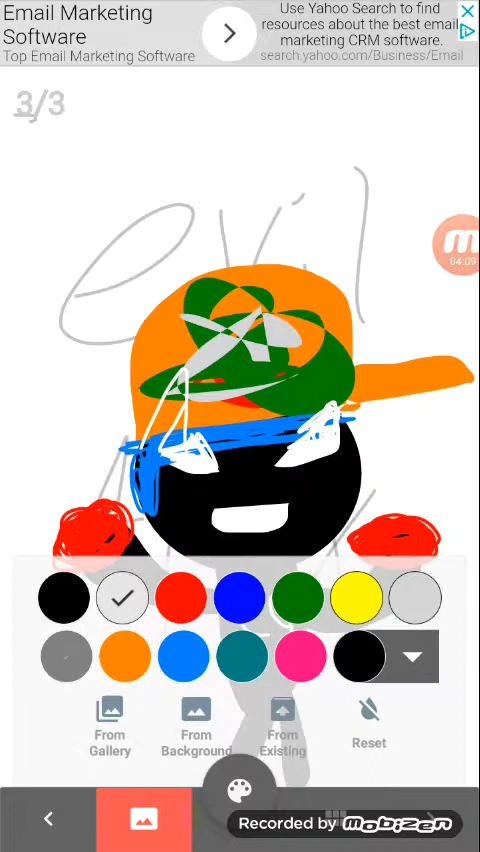 Email Marketing
Software
Top Email Marketing Software
Use Yahoo Search to find
resources about the best email
marketing CRM software.
search.yahoo.com/Business/Email
3/3
evil
04:09
From
Gallery
From
Background
From
Existing
Reset
Recorded by MOBIZEN